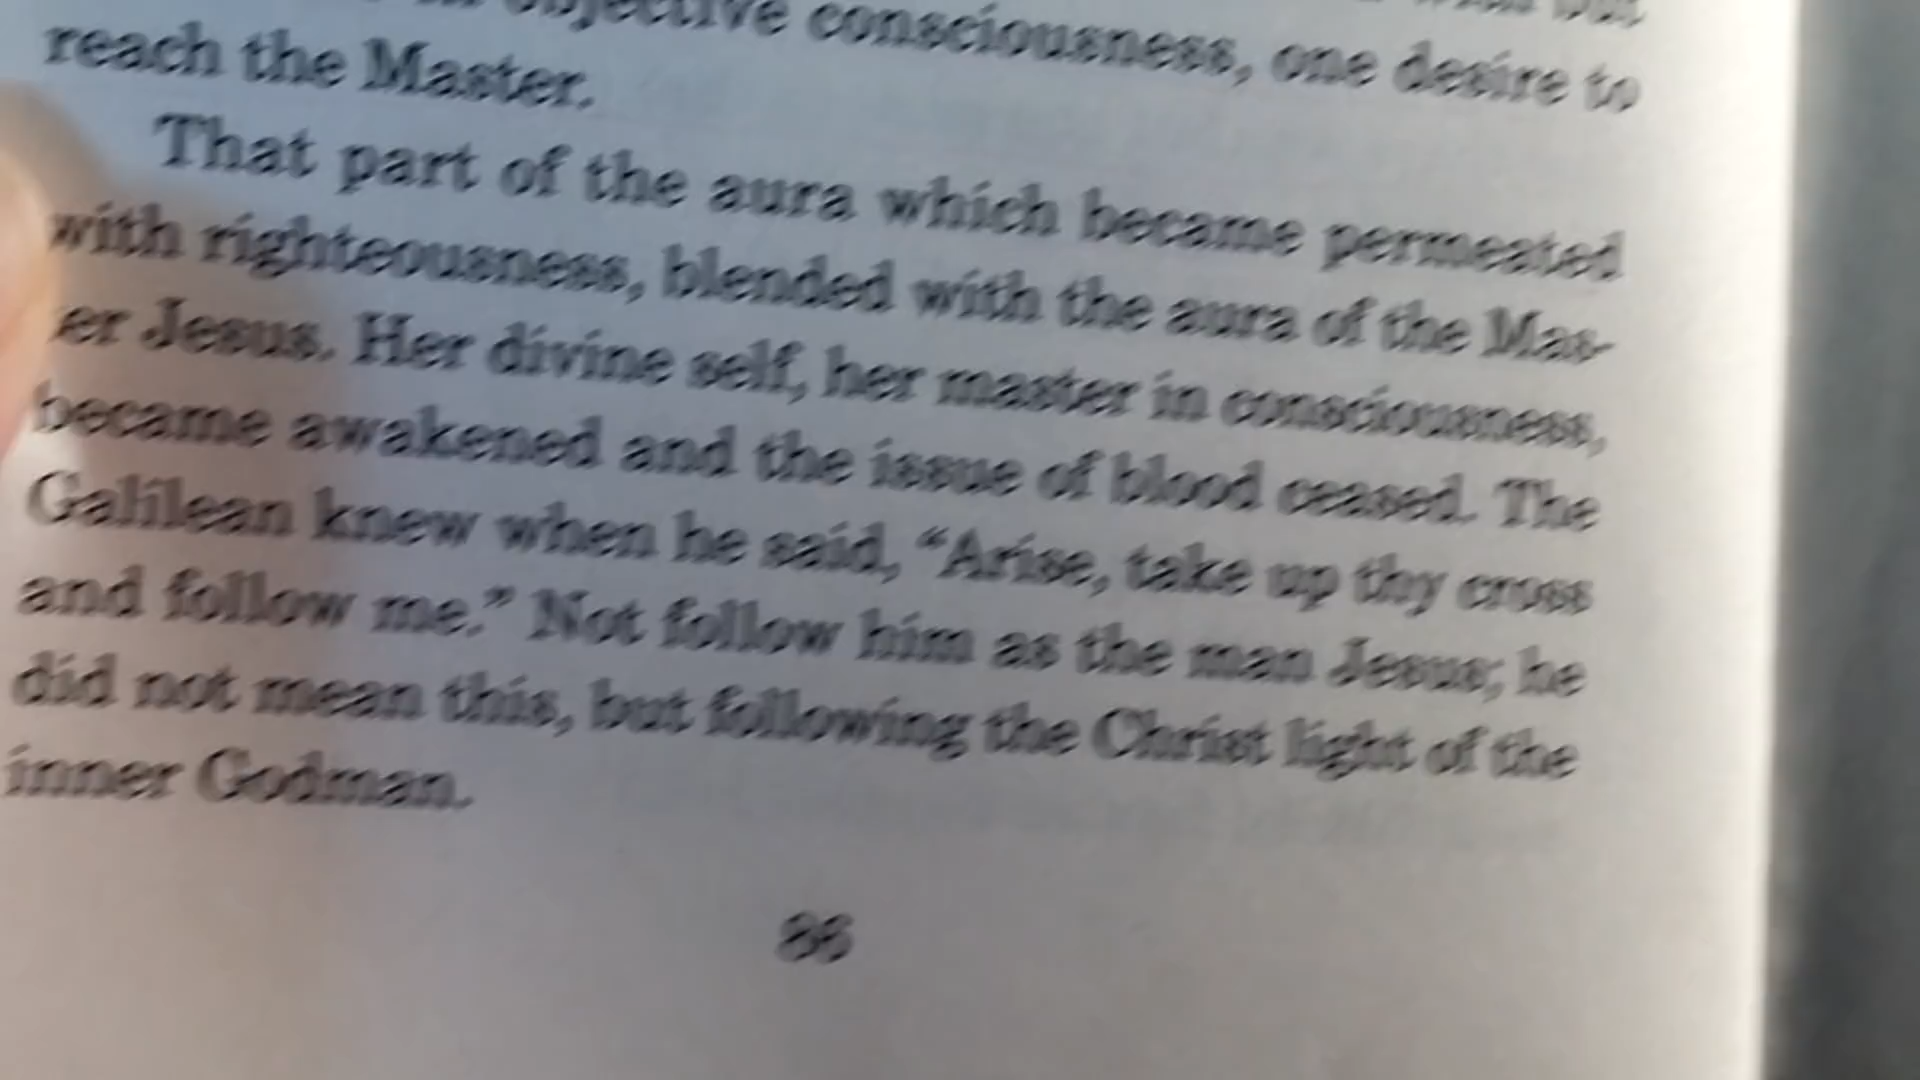 objective consciousness, one desire to
reach the Master.
That part of the aura which became permeated
with righteousness, blended with the aura of the Mas-
er Jesus. Her divine self, her master in consciousness,
became awakened and the issue of blood ceased. The
Galilean knew when he said, “Arise, take up thy cross
and follow me.” Not follow him as the man Jesus; he
did not mean this, but following the Christ light of the
inner Godman.
86